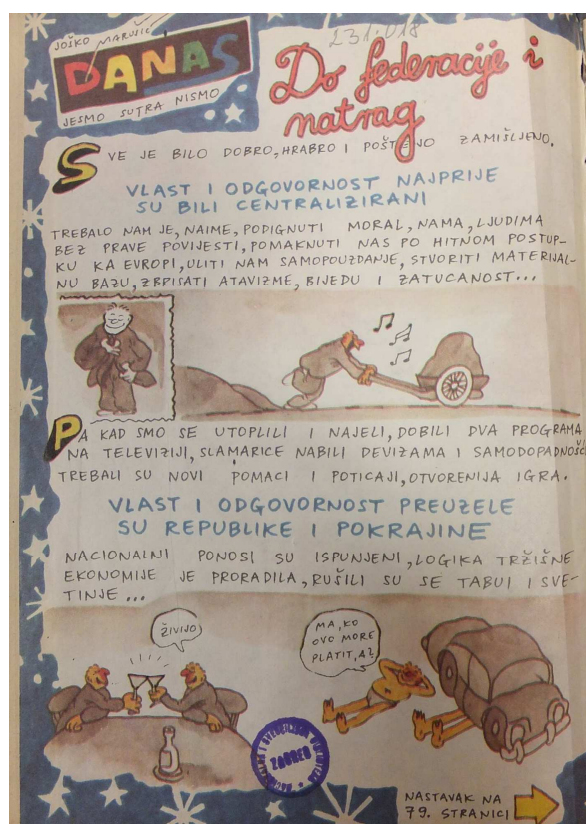 JOŠKO MARUŠIĆ
DANAS
JESMO SUTRA NISMO
231.018
Do federacije i
natrag
SVE JE BILO DOBRO, HRABRO I POŠTENO ZAMIŠLJENO.
VLAST I ODGOVORNOST NAJPRIJE
SU BILI CENTRALIZIRANI
TREBALO NAM JE, NAIME, PODIGNUTI MORAL, NAMA, LJUDIMA
BEZ PRAVE POVIJESTI, POMAKNUTI NAS PO HITNOM POSTUP-
KU KA EVROPI, ULITI NAM SAMOPOUZDANJE, STVORITI MATERIJAL-
NU BAZU, ZBRISATI ATAVIZME, BIJEDU I ZATUCANOST...
PA KAD SMO SE UTOPLILI I NAJELI, DOBILI DVA PROGRAMA
NA TELEVIZIJI, SLAMARICE NABILI DEVIZAMA I SAMODOPADNOŠĆU
TREBALI SU NOVI POMACI I POTICAJI, OTVORENIJA IGRA.
VLAST I ODGOVORNOST PREUZELE
SU REPUBLIKE I POKRAJINE
NACIONALNI PONOSI SU ISPUNJENI, LOGIKA TRŽIŠNE
EKONOMIJE JE PRORADILA, RUŠILI SU SE TABUI I SVE-
TINJE...
ŽIVIJO
MA, KO
OVO MORE
PLATIT, A?
ZAGREB
NASTAVAK NA
79. STRANICI